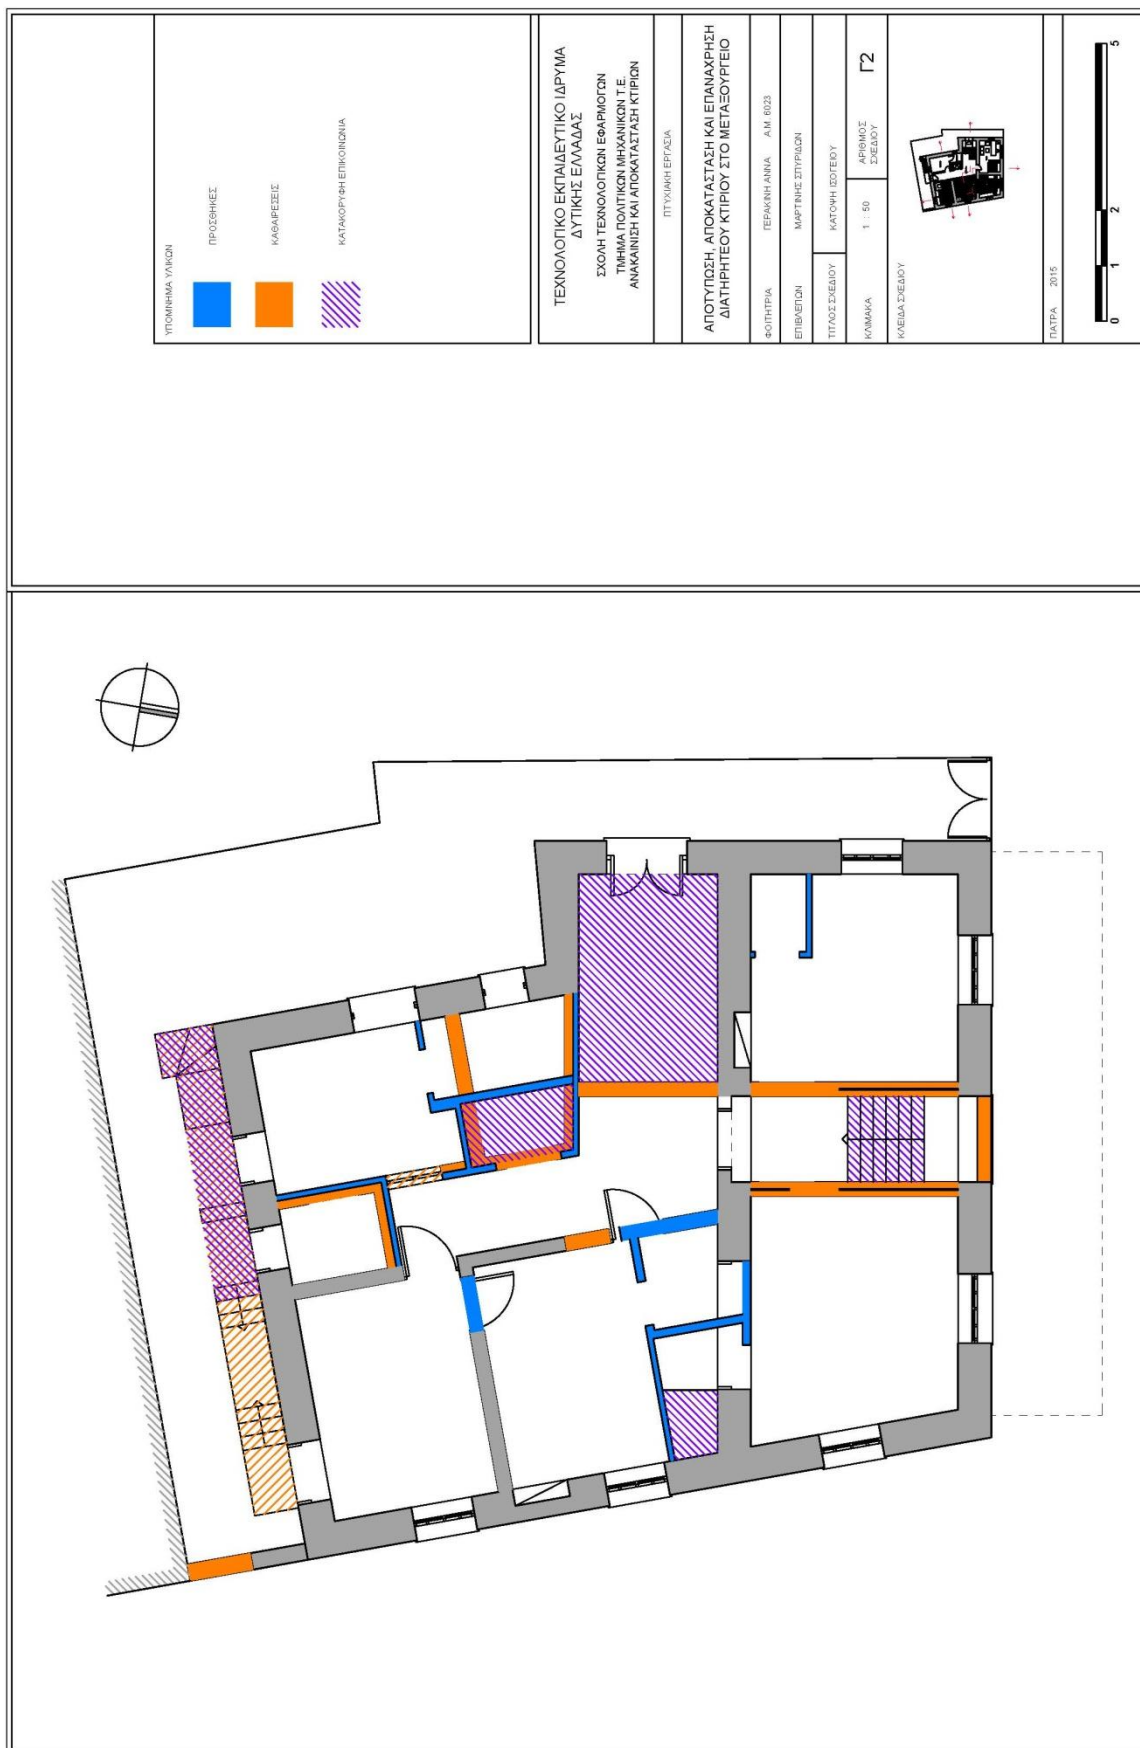 ΥΠΟΜΝΗΜΑ ΥΛΙΚΩΝ
ΠΡΟΣΘΗΚΕΣ
ΚΑΘΑΙΡΕΣΕΙΣ
ΚΑΤΑΚΟΡΥΦΗ ΕΠΙΚΟΙΝΩΝΙΑ
ΤΕΧΝΟΛΟΓΙΚΟ ΕΚΠΑΙΔΕΥΤΙΚΟ ΙΔΡΥΜΑ
ΔΥΤΙΚΗΣ ΕΛΛΑΔΑΣ
ΣΧΟΛΗ ΤΕΧΝΟΛΟΓΙΚΩΝ ΕΦΑΡΜΟΓΩΝ
ΤΜΗΜΑ ΠΟΛΙΤΙΚΩΝ ΜΗΧΑΝΙΚΩΝ Τ.Ε.
ΑΝΑΚΑΙΝΙΣΗ ΚΑΙ ΑΠΟΚΑΤΑΣΤΑΣΗ ΚΤΙΡΙΩΝ
ΠΤΥΧΙΑΚΗ ΕΡΓΑΣΙΑ
ΑΠΟΤΥΠΩΣΗ, ΑΠΟΚΑΤΑΣΤΑΣΗ ΚΑΙ ΕΠΑΝΑΧΡΗΣΗ
ΔΙΑΤΗΡΗΤΕΟΥ ΚΤΙΡΙΟΥ ΣΤΟ ΜΕΤΑΞΟΥΡΓΕΙΟ
ΦΟΙΤΗΤΡΙΑ ΓΕΡΑΚΙΝΗ ΑΝΝΑ Α.Μ. 6023
ΕΠΙΒΛΕΠΩΝ ΜΑΡΤΙΝΗΣ ΣΠΥΡΙΔΩΝ
ΤΙΤΛΟΣ ΣΧΕΔΙΟΥ ΚΑΤΟΨΗ ΙΣΟΓΕΙΟΥ
ΚΛΙΜΑΚΑ 1 : 50 ΑΡΙΘΜΟΣ ΣΧΕΔΙΟΥ Γ2
ΚΛΕΙΔΑ ΣΧΕΔΙΟΥ
ΠΑΤΡΑ 2015
0 1 2 5